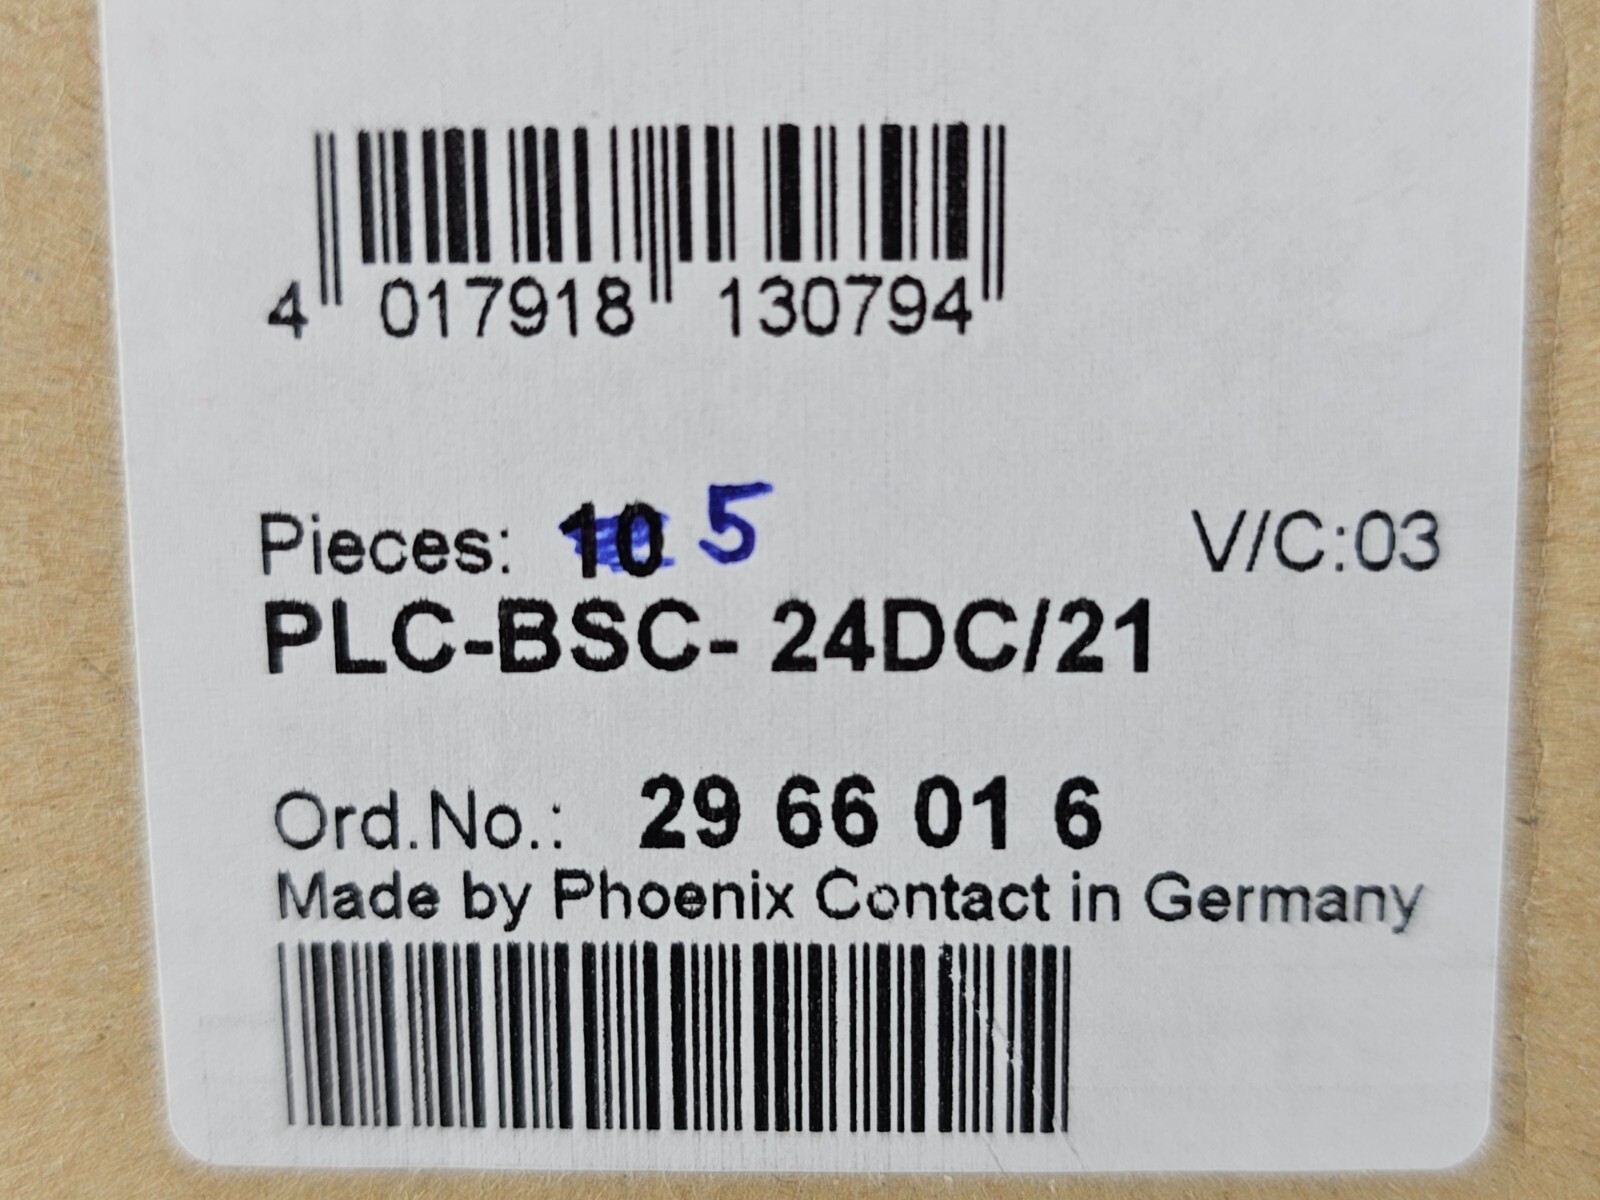 4 017918 130794
Pieces: 10 5 V/C:03
PLC-BSC- 24DC/21
Ord.No.: 29 66 01 6
Made by Phoenix Contact in Germany